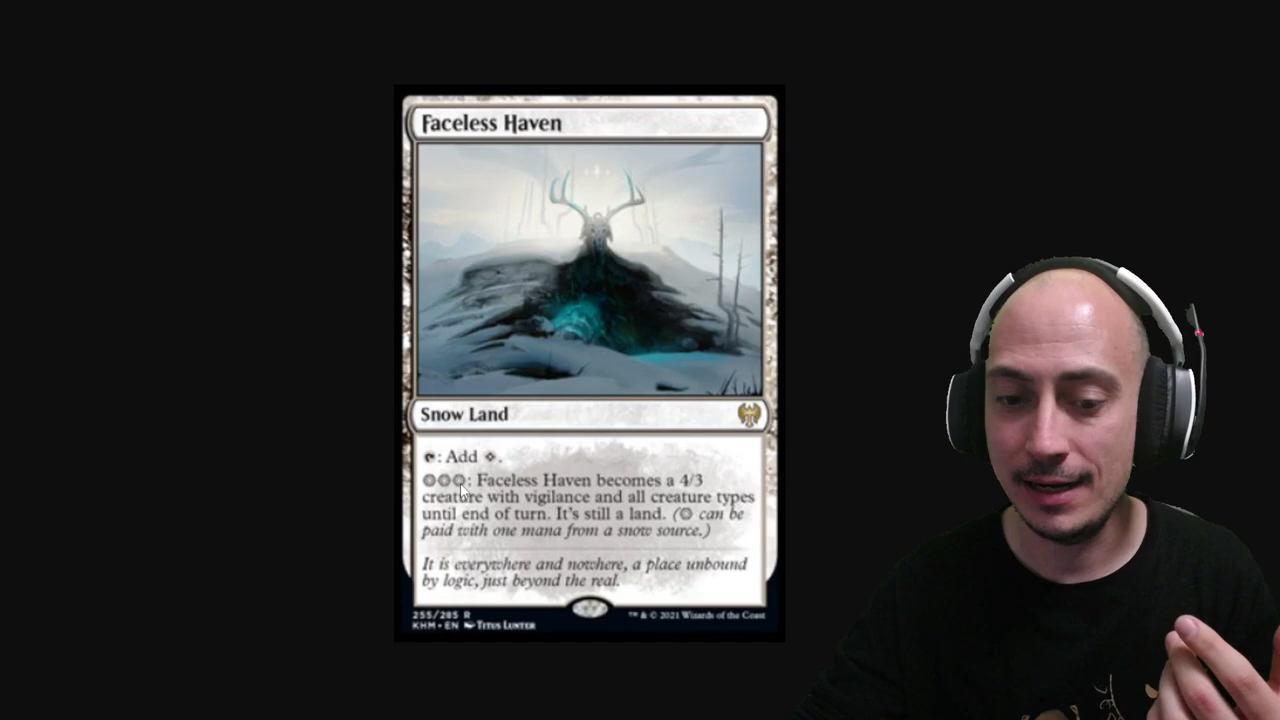 Faceless Haven
Snow Land
: Add .
: Faceless Haven becomes a 4/3
creature with vigilance and all creature types
until end of turn. It's still a land. ( can be
paid with one mana from a snow source.)
It is everywhere and nowhere, a place unbound
by logic, just beyond the real.
255/285 R
KHM • EN Titus Lunter
™ & © 2021 Wizards of the Coast